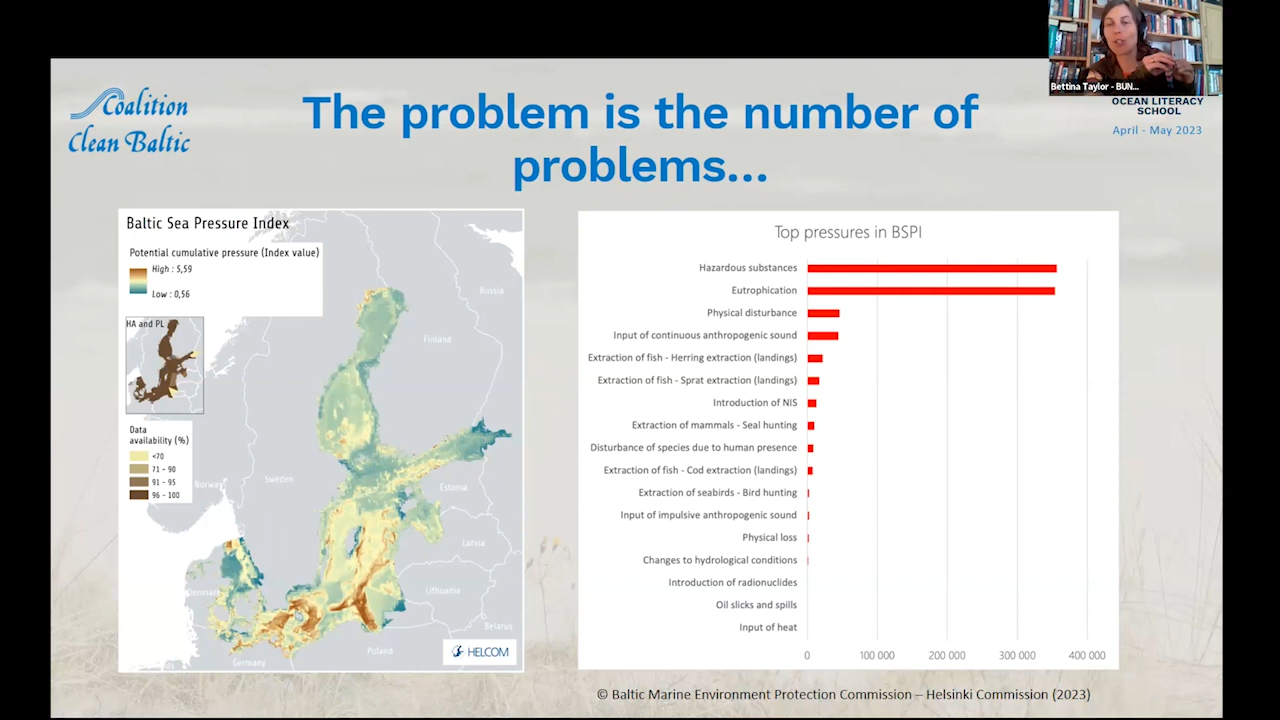 Bettina Taylor - BUN...
Coalition
Clean Baltic
The problem is the number of
problems...
OCEAN LITERACY
SCHOOL
April - May 2023
Baltic Sea Pressure Index
Potential cumulative pressure (Index value)
High : 5,59
Low : 0,56
HA and PL
Data
availability (%)
<70
71 - 90
91 - 95
96 - 100
Russia
Finland
Norway
Sweden
Estonia
Latvia
Denmark
Lithuania
Belarus
Poland
Germany
HELCOM
Top pressures in BSPI
Hazardous substances
Eutrophication
Physical disturbance
Input of continuous anthropogenic sound
Extraction of fish - Herring extraction (landings)
Extraction of fish - Sprat extraction (landings)
Introduction of NIS
Extraction of mammals - Seal hunting
Disturbance of species due to human presence
Extraction of fish - Cod extraction (landings)
Extraction of seabirds - Bird hunting
Input of impulsive anthropogenic sound
Physical loss
Changes to hydrological conditions
Introduction of radionuclides
Oil slicks and spills
Input of heat
0 100 000 200 000 300 000 400 000
© Baltic Marine Environment Protection Commission – Helsinki Commission (2023)